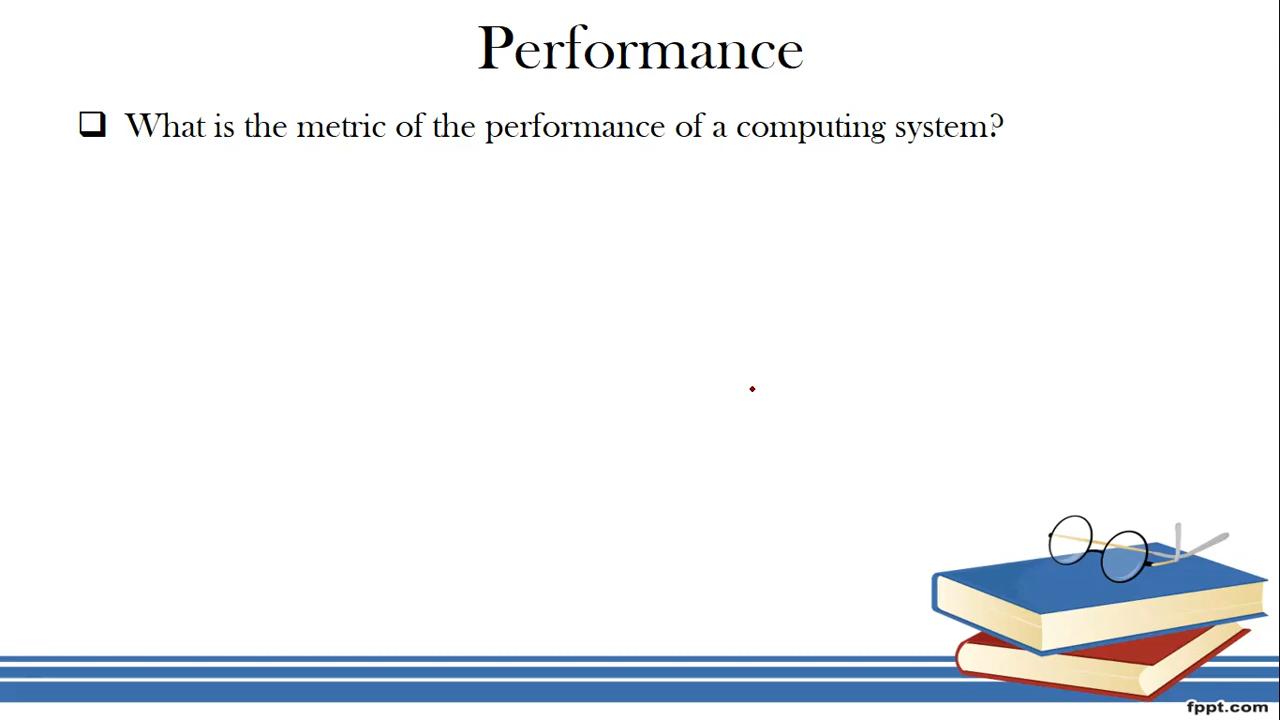 Performance
❑ What is the metric of the performance of a computing system?
fppt.com